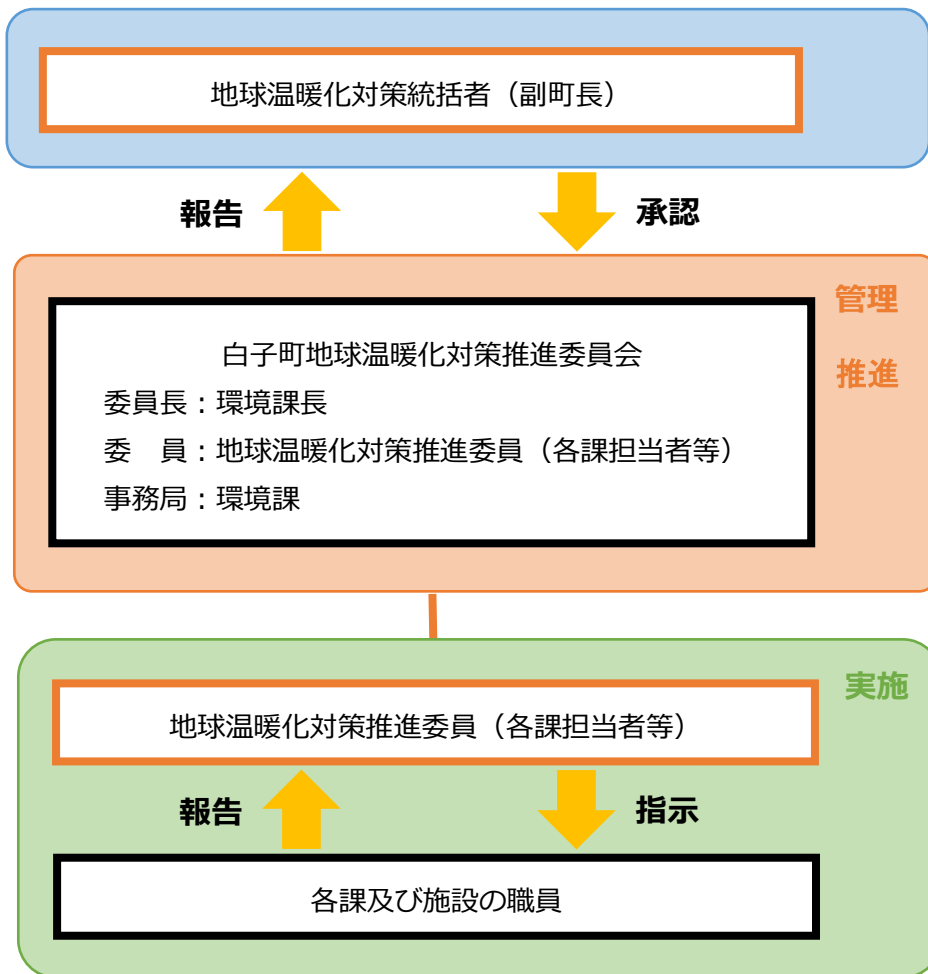 地球温暖化対策統括者（副町長）
報告
承認
管理
推進
白子町地球温暖化対策推進委員会
委員長：環境課長
委　員：地球温暖化対策推進委員（各課担当者等）
事務局：環境課
実施
地球温暖化対策推進委員（各課担当者等）
報告
指示
各課及び施設の職員